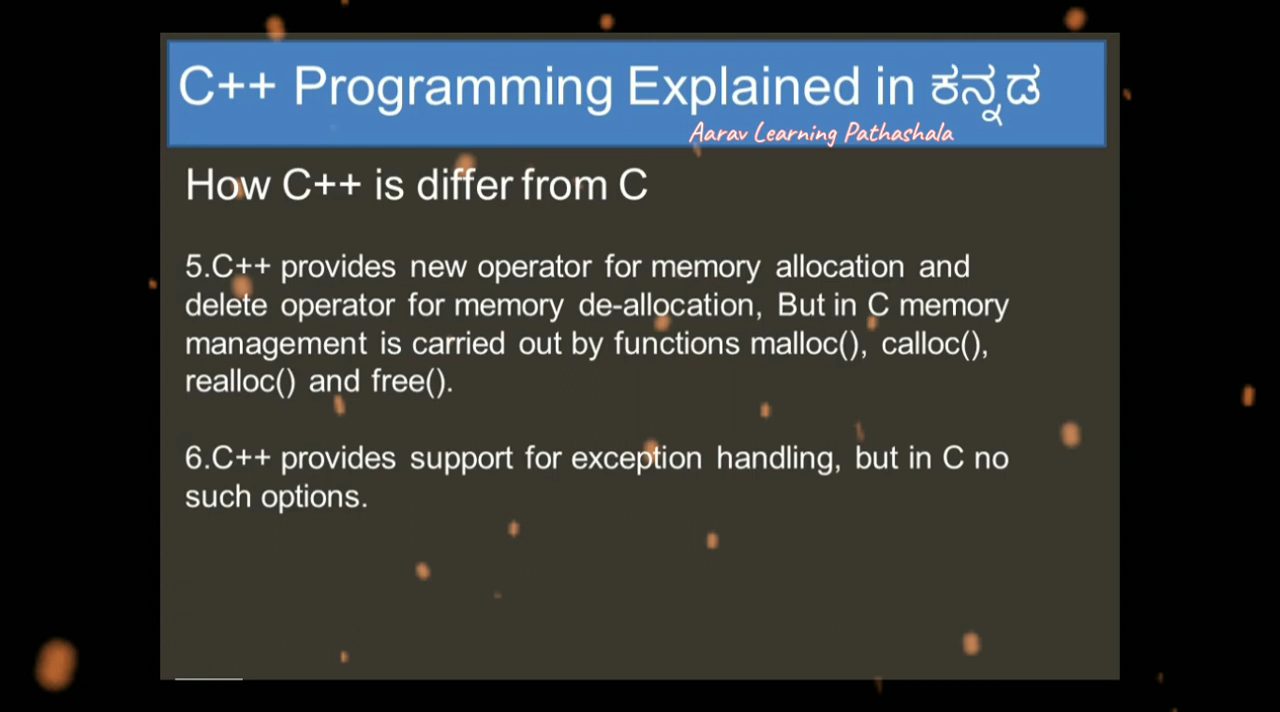 C++ Programming Explained in ಕನ್ನಡ
Aarav Learning Pathashala
How C++ is differ from C
5.C++ provides new operator for memory allocation and
delete operator for memory de-allocation, But in C memory
management is carried out by functions malloc(), calloc(),
realloc() and free().
6.C++ provides support for exception handling, but in C no
such options.